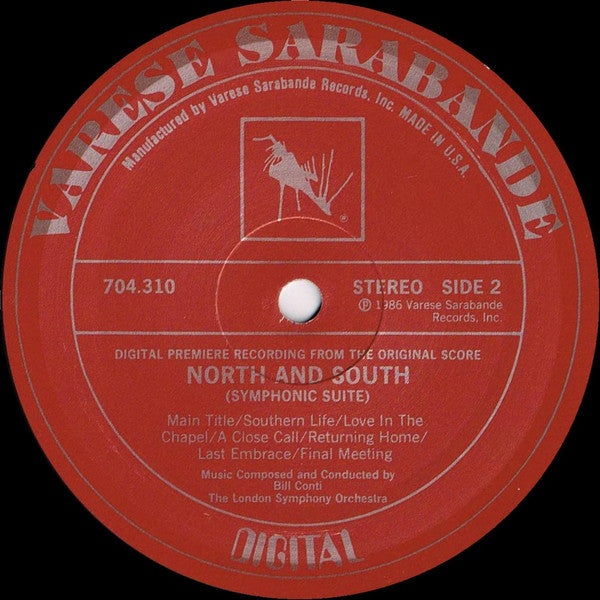 VARESE SARABANDE
Manufactured by Varese Sarabande Records, Inc. MADE IN U.S.A.
®
704.310
STEREO SIDE 2
℗ 1986 Varese Sarabande
Records, Inc.
DIGITAL PREMIERE RECORDING FROM THE ORIGINAL SCORE
NORTH AND SOUTH
(SYMPHONIC SUITE)
Main Title/Southern Life/Love In The
Chapel/A Close Call/Returning Home/
Last Embrace/Final Meeting
Music Composed and Conducted by
Bill Conti
The London Symphony Orchestra
DIGITAL